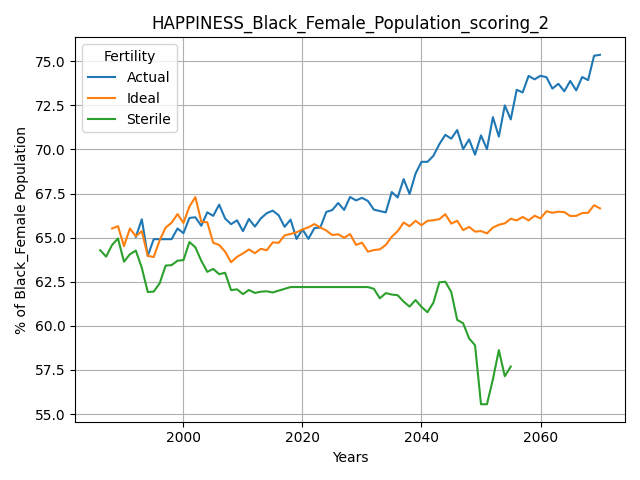 HAPPINESS_Black_Female_Population_scoring_2
Fertility
Actual
Ideal
Sterile
% of Black_Female Population
75.0
72.5
70.0
67.5
65.0
62.5
60.0
57.5
55.0
2000
2020
2040
2060
Years